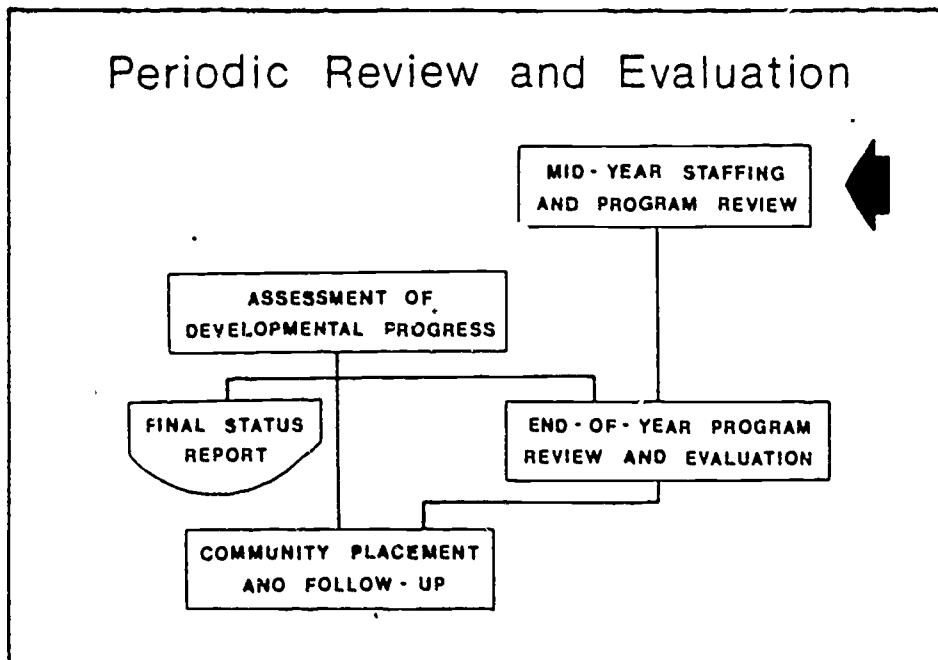 Periodic Review and Evaluation
MID-YEAR STAFFING
AND PROGRAM REVIEW
ASSESSMENT OF
DEVELOPMENTAL PROGRESS
FINAL STATUS
REPORT
END-OF-YEAR PROGRAM
REVIEW AND EVALUATION
COMMUNITY PLACEMENT
AND FOLLOW-UP